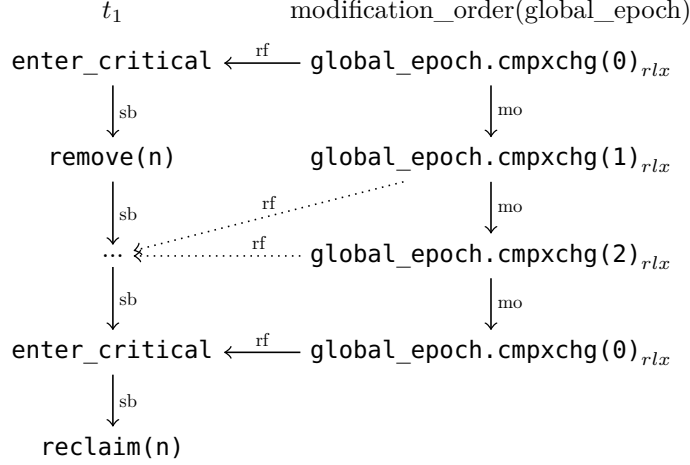 t₁ modification_order(global_epoch)
enter_critical rf global_epoch.cmpxchg(0)rlx
sb mo
remove(n) global_epoch.cmpxchg(1)rlx
sb rf mo
... rf global_epoch.cmpxchg(2)rlx
sb mo
enter_critical rf global_epoch.cmpxchg(0)rlx
sb
reclaim(n)